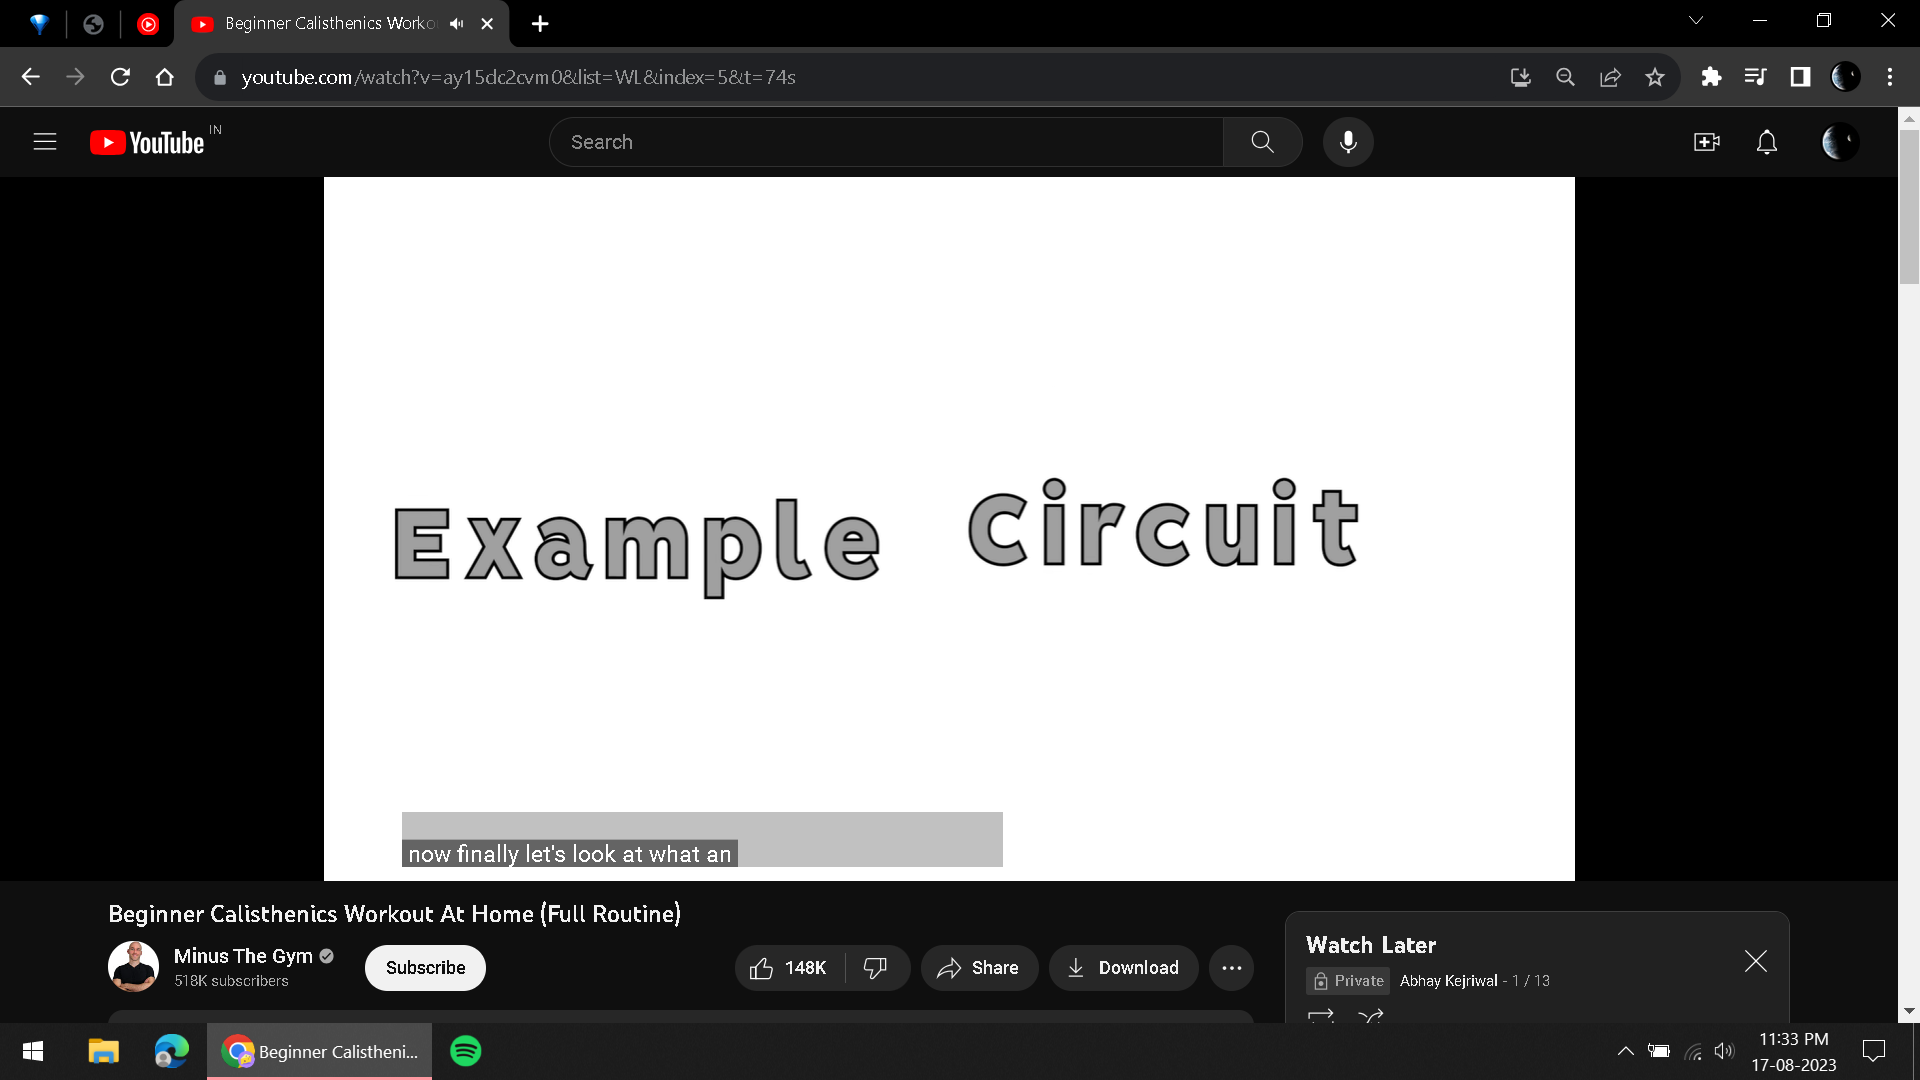 Beginner Calisthenics Worko
youtube.com/watch?v=ay15dc2cvm0&list=WL&index=5&t=74s
YouTube IN
Search
Example Circuit
now finally let's look at what an
Beginner Calisthenics Workout At Home (Full Routine)
Minus The Gym
518K subscribers
Subscribe
148K
Share
Download
Watch Later
Private Abhay Kejriwal - 1 / 13
Beginner Calistheni...
11:33 PM
17-08-2023